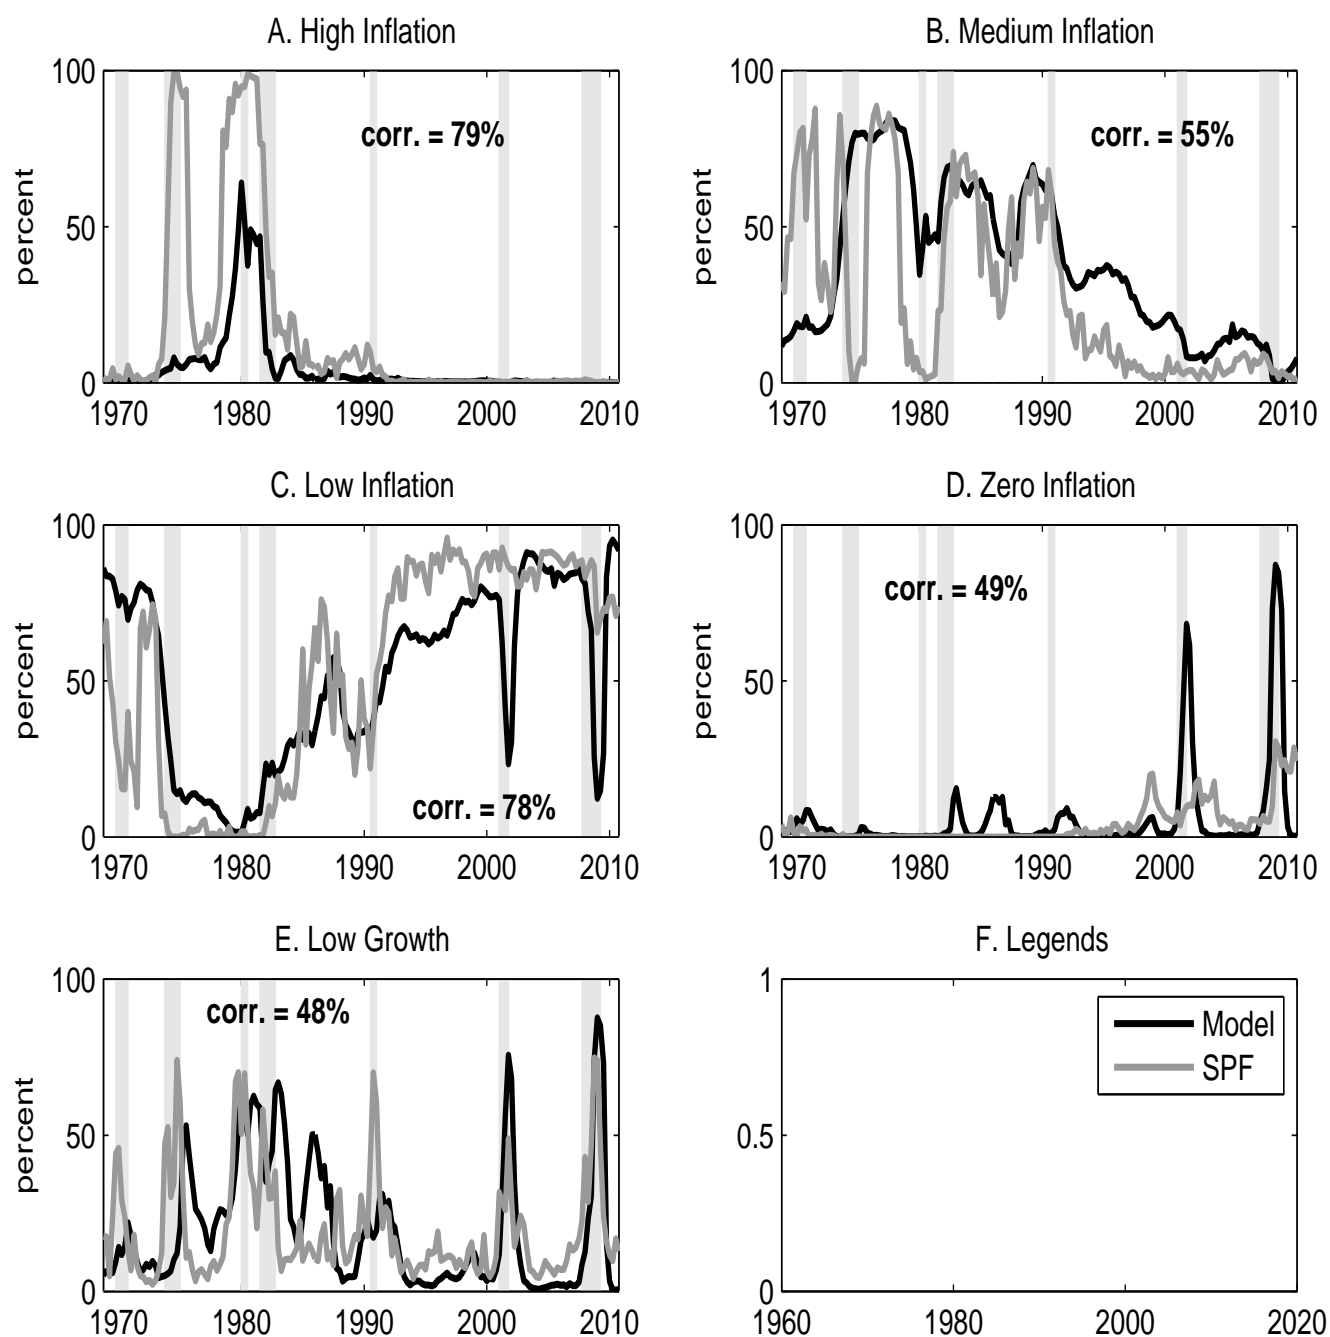 A. High Inflation
B. Medium Inflation
100
50
0
percent
corr. = 79%
1970 1980 1990 2000 2010
100
50
0
percent
corr. = 55%
1970 1980 1990 2000 2010
C. Low Inflation
D. Zero Inflation
100
50
0
percent
corr. = 78%
1970 1980 1990 2000 2010
100
50
0
percent
corr. = 49%
1970 1980 1990 2000 2010
E. Low Growth
F. Legends
100
50
0
percent
corr. = 48%
1970 1980 1990 2000 2010
1
0.5
0
Model
SPF
1960 1980 2000 2020